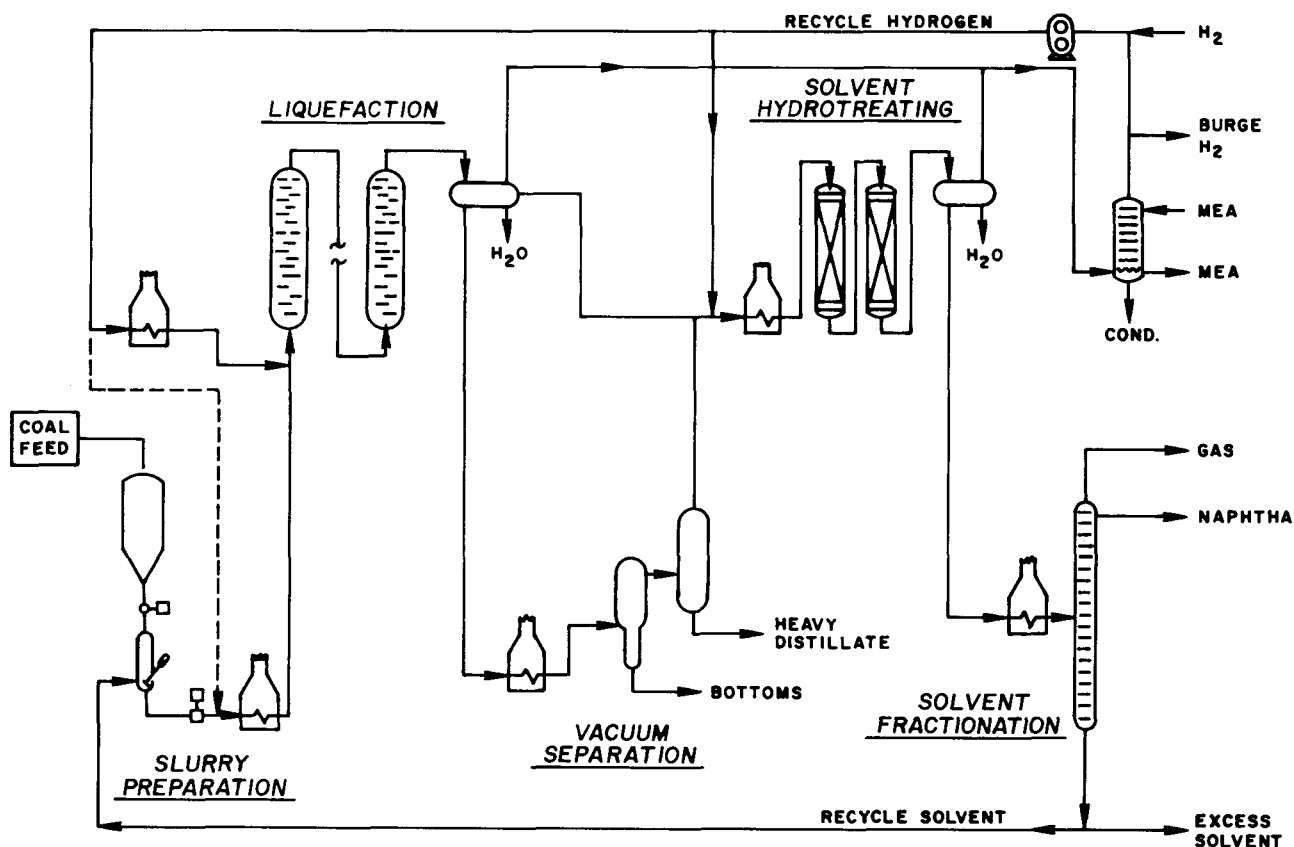 RECYCLE HYDROGEN
H2
LIQUEFACTION
SOLVENT
HYDROTREATING
BURGE
H2
MEA
H2O
H2O
MEA
COND.
COAL
FEED
GAS
NAPHTHA
HEAVY
DISTILLATE
BOTTOMS
SOLVENT
FRACTIONATION
VACUUM
SEPARATION
SLURRY
PREPARATION
RECYCLE SOLVENT
EXCESS
SOLVENT